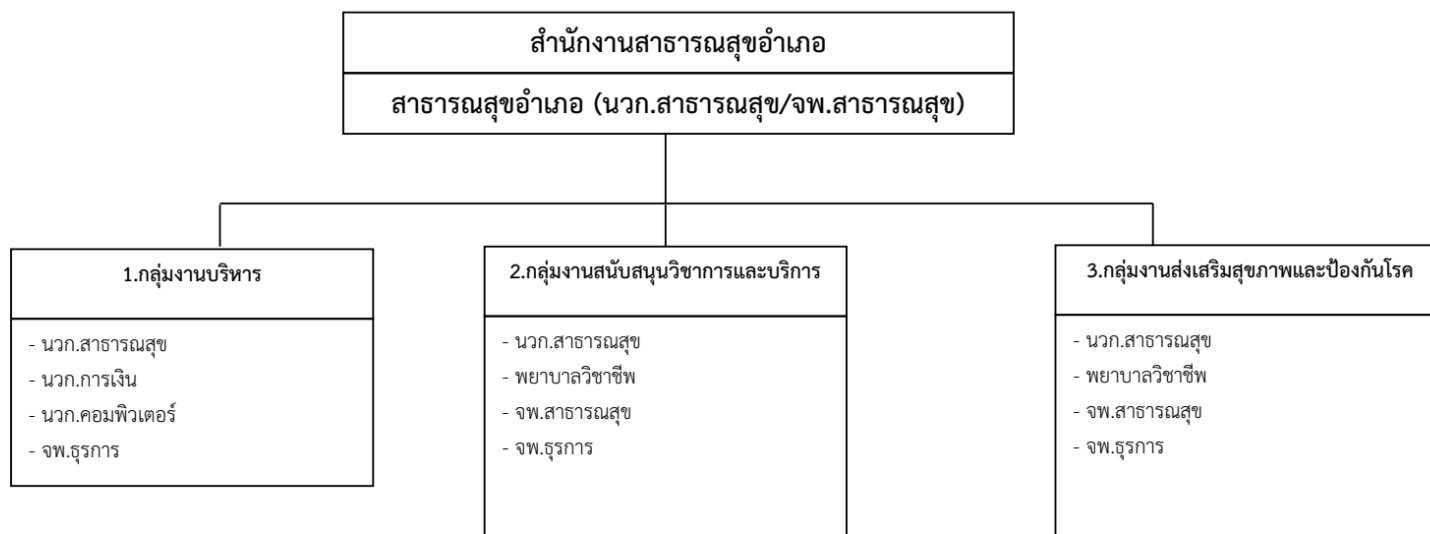 สำนักงานสาธารณสุขอำเภอ
สาธารณสุขอำเภอ (นวก.สาธารณสุข/จพ.สาธารณสุข)
1.กลุ่มงานบริหาร
- นวก.สาธารณสุข
- นวก.การเงิน
- นวก.คอมพิวเตอร์
- จพ.ธุรการ
2.กลุ่มงานสนับสนุนวิชาการและบริการ
- นวก.สาธารณสุข
- พยาบาลวิชาชีพ
- จพ.สาธารณสุข
- จพ.ธุรการ
3.กลุ่มงานส่งเสริมสุขภาพและป้องกันโรค
- นวก.สาธารณสุข
- พยาบาลวิชาชีพ
- จพ.สาธารณสุข
- จพ.ธุรการ